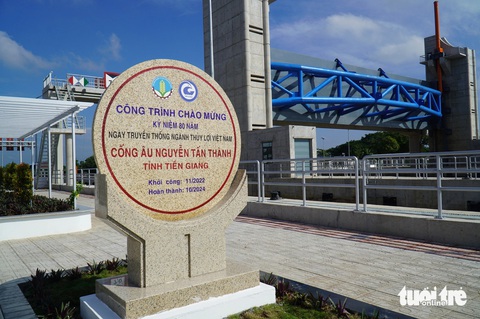 CÔNG TRÌNH CHÀO MỪNG
KỶ NIỆM 80 NĂM
NGÀY TRUYỀN THỐNG NGÀNH THỦY LỢI VIỆT NAM
CỐNG ÂU NGUYỄN TẤN THÀNH
TỈNH TIỀN GIANG
Khởi công: 11/2022
Hoàn thành: 10/2024
tuổi trẻ
online